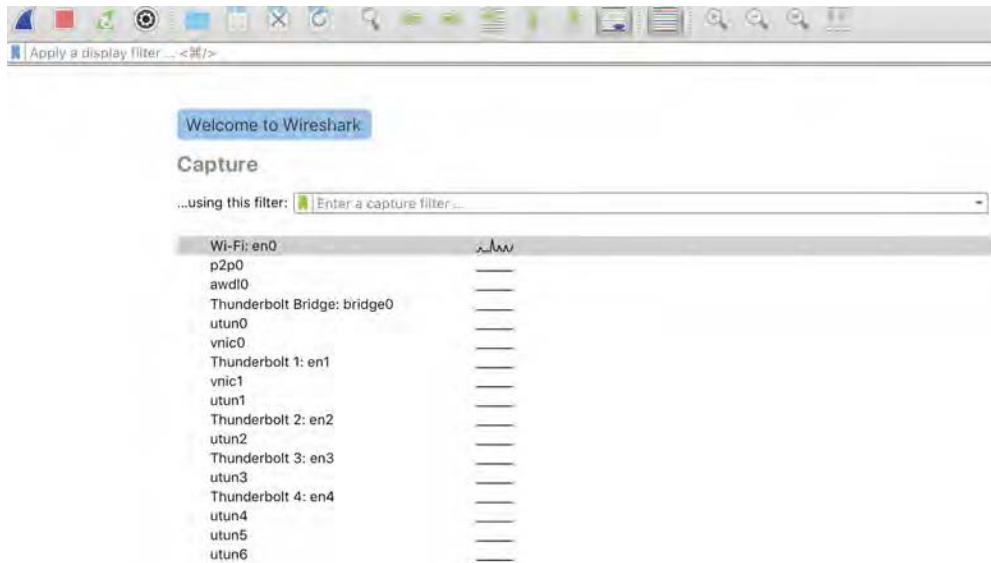 Apply a display filter ... <⌘/>
Welcome to Wireshark
Capture
...using this filter: Enter a capture filter ...
Wi-Fi: en0
p2p0
awdl0
Thunderbolt Bridge: bridge0
utun0
vnic0
Thunderbolt 1: en1
vnic1
utun1
Thunderbolt 2: en2
utun2
Thunderbolt 3: en3
utun3
Thunderbolt 4: en4
utun4
utun5
utun6